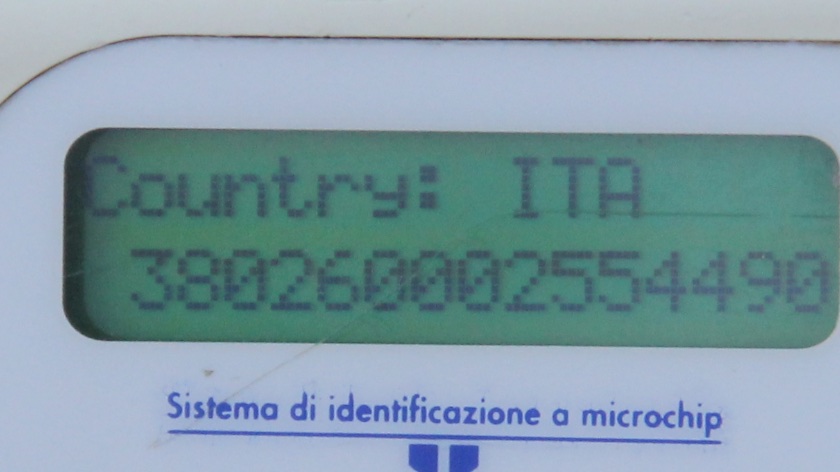 Country: ITA
380260002554490
Sistema di identificazione a microchip